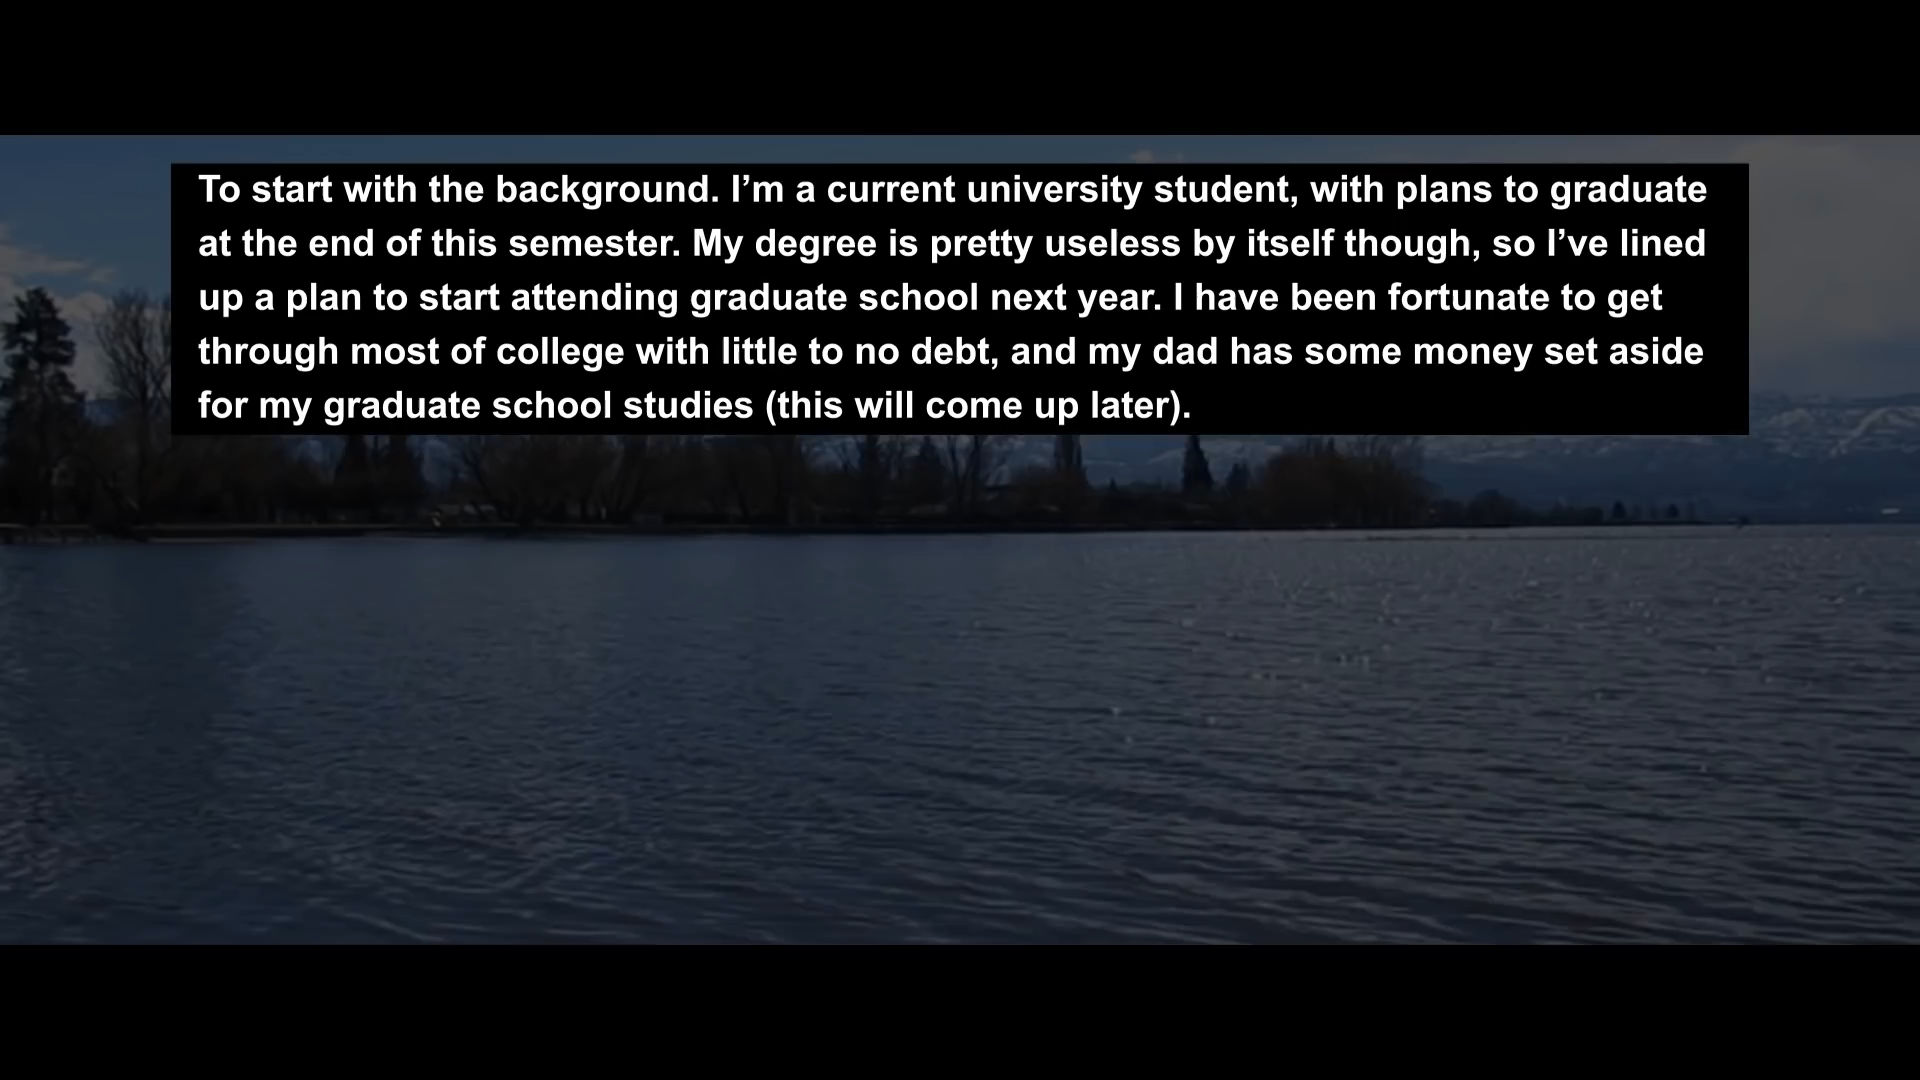 To start with the background. I’m a current university student, with plans to graduate
at the end of this semester. My degree is pretty useless by itself though, so I’ve lined
up a plan to start attending graduate school next year. I have been fortunate to get
through most of college with little to no debt, and my dad has some money set aside
for my graduate school studies (this will come up later).